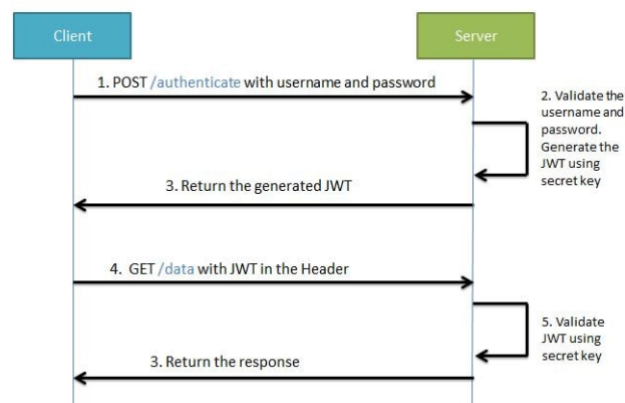 Client
Server
1. POST /authenticate with username and password
2. Validate the
username and
password.
Generate the
JWT using
secret key
3. Return the generated JWT
4. GET /data with JWT in the Header
5. Validate
JWT using
secret key
3. Return the response